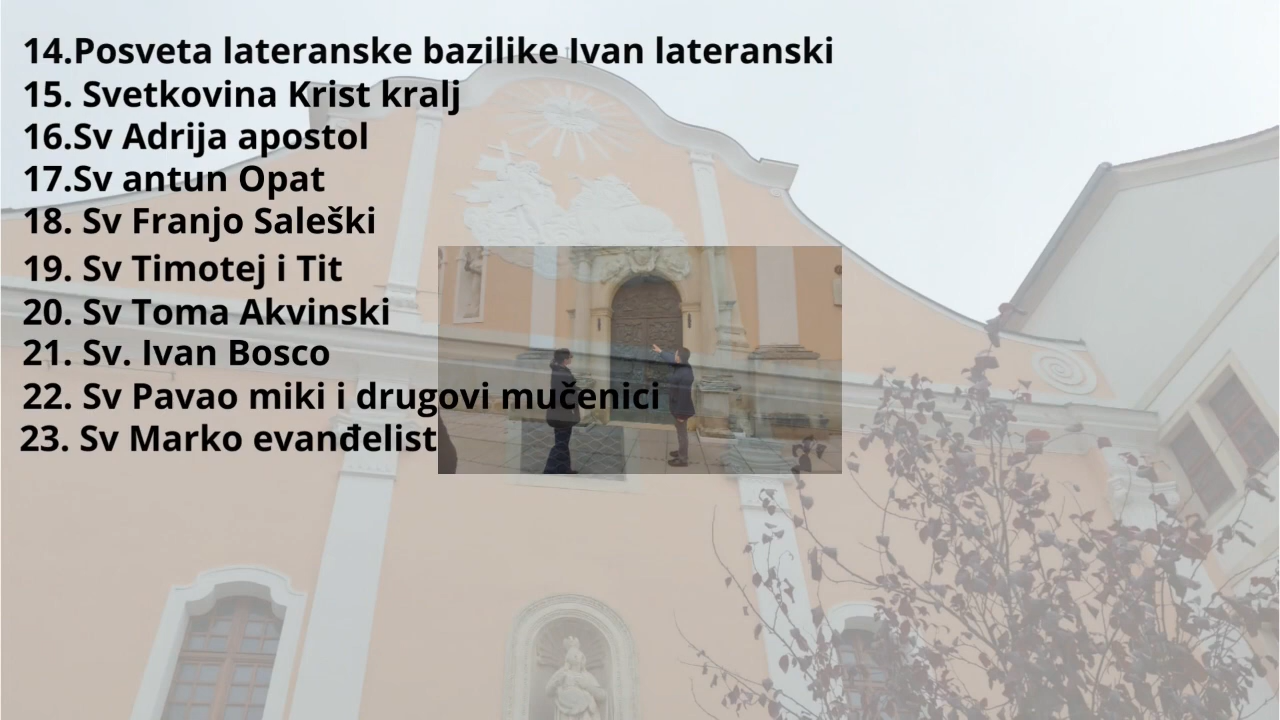 14.Posveta lateranske bazilike Ivan lateranski
15. Svetkovina Krist kralj
16.Sv Adrija apostol
17.Sv antun Opat
18. Sv Franjo Saleški
19. Sv Timotej i Tit
20. Sv Toma Akvinski
21. Sv. Ivan Bosco
22. Sv Pavao miki i drugovi mučenici
23. Sv Marko evanđelist